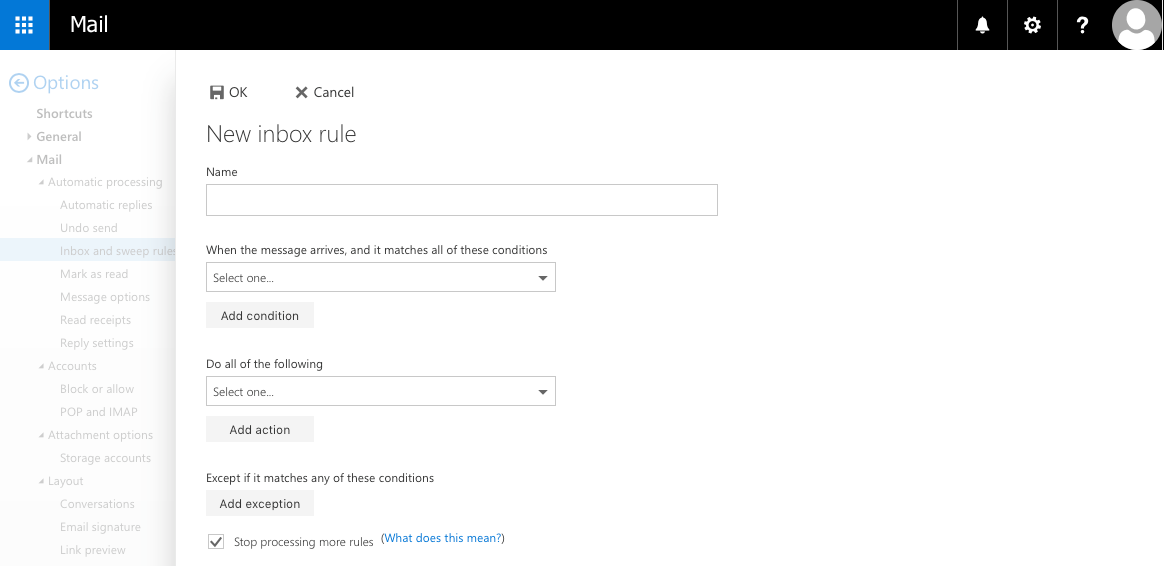 Mail
Options
Shortcuts
General
Mail
Automatic processing
Automatic replies
Undo send
Inbox and sweep rules
Mark as read
Message options
Read receipts
Reply settings
Accounts
Block or allow
POP and IMAP
Attachment options
Storage accounts
Layout
Conversations
Email signature
Link preview
OK Cancel
New inbox rule
Name
When the message arrives, and it matches all of these conditions
Select one...
Add condition
Do all of the following
Select one...
Add action
Except if it matches any of these conditions
Add exception
Stop processing more rules (What does this mean?)